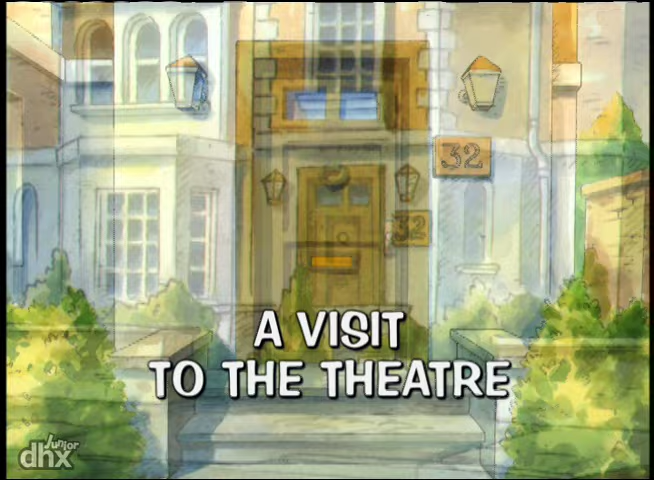 32
32
A VISIT
TO THE THEATRE
Junior
dhx